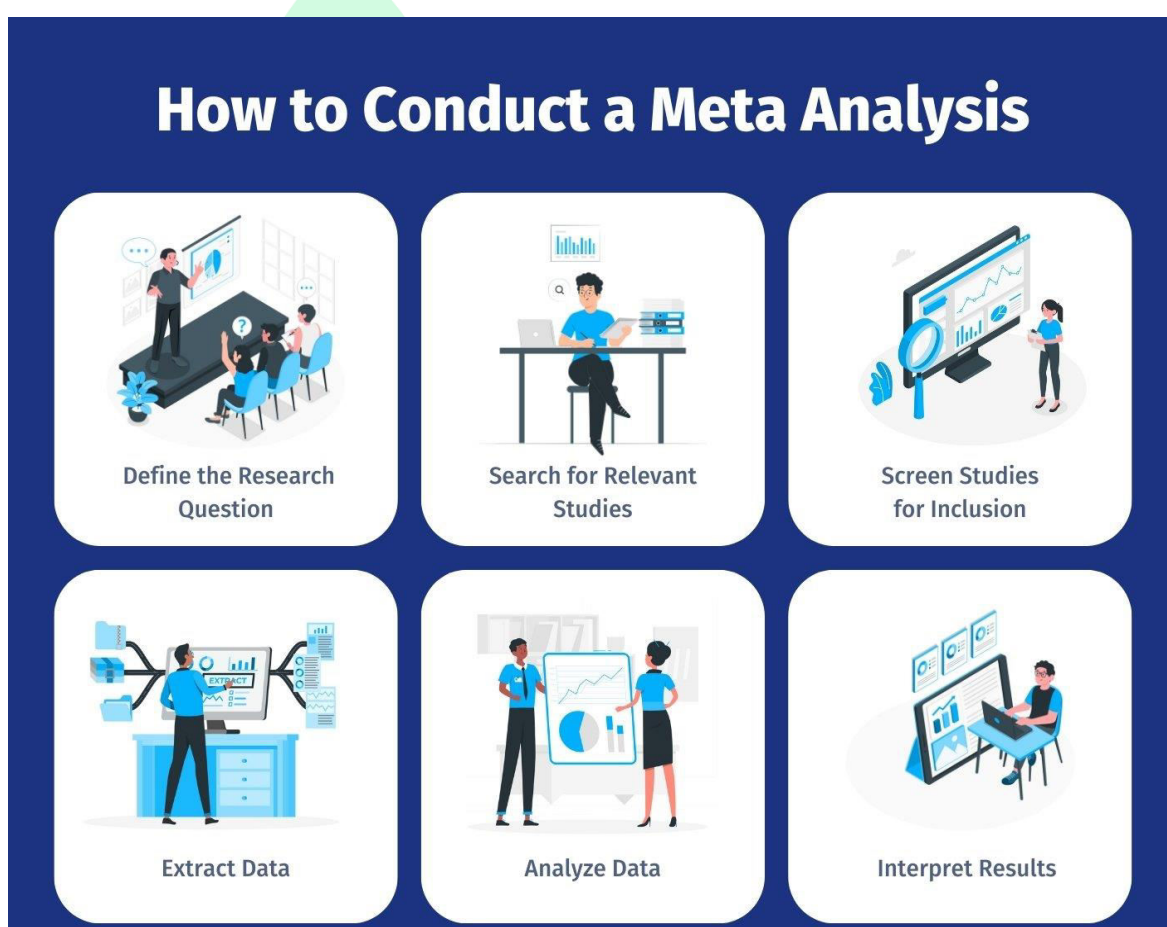 How to Conduct a Meta Analysis
?
Define the Research
Question
Search for Relevant
Studies
Screen Studies
for Inclusion
EXTRACT
Extract Data
Analyze Data
Interpret Results